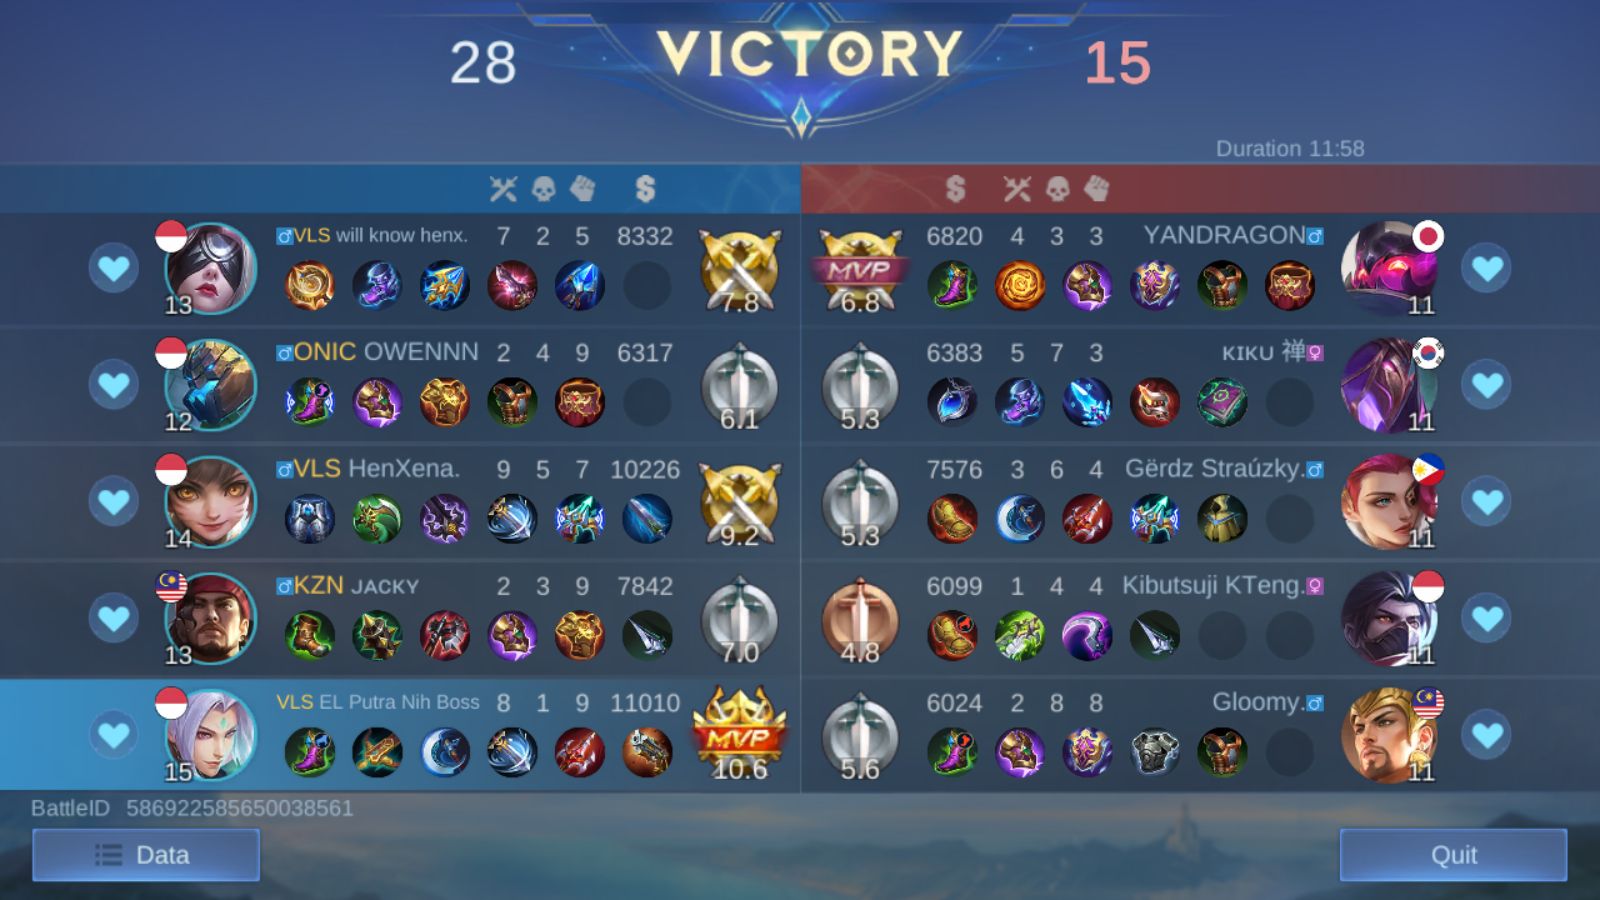 28 VICTORY 15
Duration 11:58
VLS will know henx. 7 2 5 8332
13 7.8
MVP 6.8 6820 4 3 3 YANDRAGON
11
ONIC OWENNN 2 4 9 6317
12 6.1
5.3 6383 5 7 3 KIKU 禅
11
VLS HenXena. 9 5 7 10226
14 9.2
5.3 7576 3 6 4 Gërdz Straúzky.
11
KZN JACKY 2 3 9 7842
13 7.0
4.8 6099 1 4 4 Kibutsuji KTeng.
11
VLS EL Putra Nih Boss 8 1 9 11010
15 MVP 10.6
5.6 6024 2 8 8 Gloomy.
11
BattleID 586922585650038561
Data
Quit